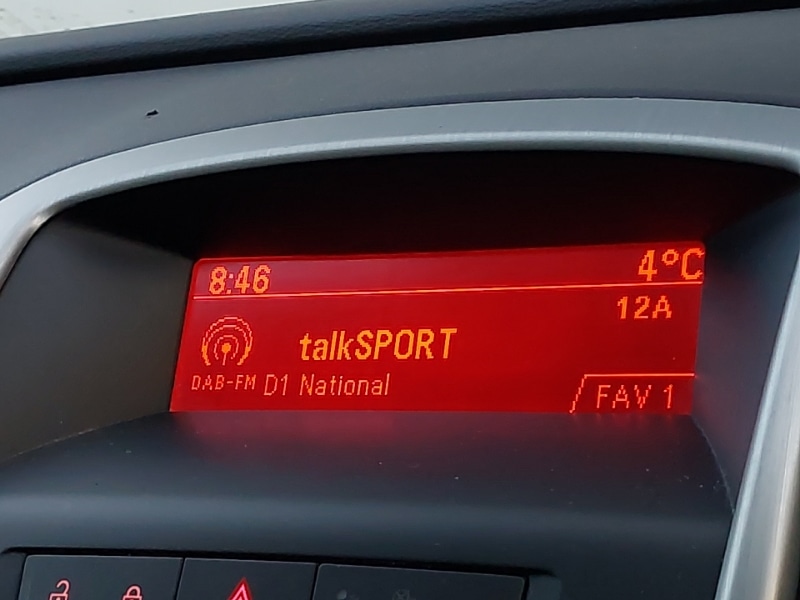 8:46 4°C
12A
talkSPORT
DAB-FM D1 National
FAV 1